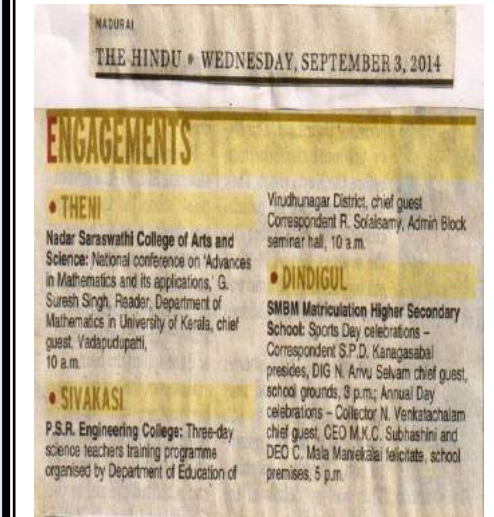 MADURAI
THE HINDU • WEDNESDAY, SEPTEMBER 3, 2014
ENGAGEMENTS
• THENI
Nadar Saraswathi College of Arts and
Science: National conference on 'Advances
in Mathematics and its applications,' G.
Suresh Singh, Reader, Department of
Mathematics in University of Kerala, chief
guest, Vadapudupatti,
10 a.m.
• SIVAKASI
P.S.R. Engineering College: Three-day
science teachers training programme
organised by Department of Education of
Virudhunagar District, chief guest
Correspondent R. Solaisamy, Admin Block
seminar hall, 10 a.m.
• DINDIGUL
SMBM Matriculation Higher Secondary
School: Sports Day celebrations –
Correspondent S.P.D. Kanagasabai
presides, DIG N. Arivu Selvam chief guest,
school grounds, 3 p.m.; Annual Day
celebrations – Collector N. Venkatachalam
chief guest, CEO M.K.C. Subhashini and
DEO C. Mala Maniekalai felicitate, school
premises, 5 p.m.